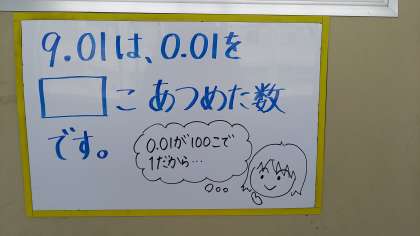 9.01は、0.01を
こ あつめた数
です。
0.01が100こで
1だから…